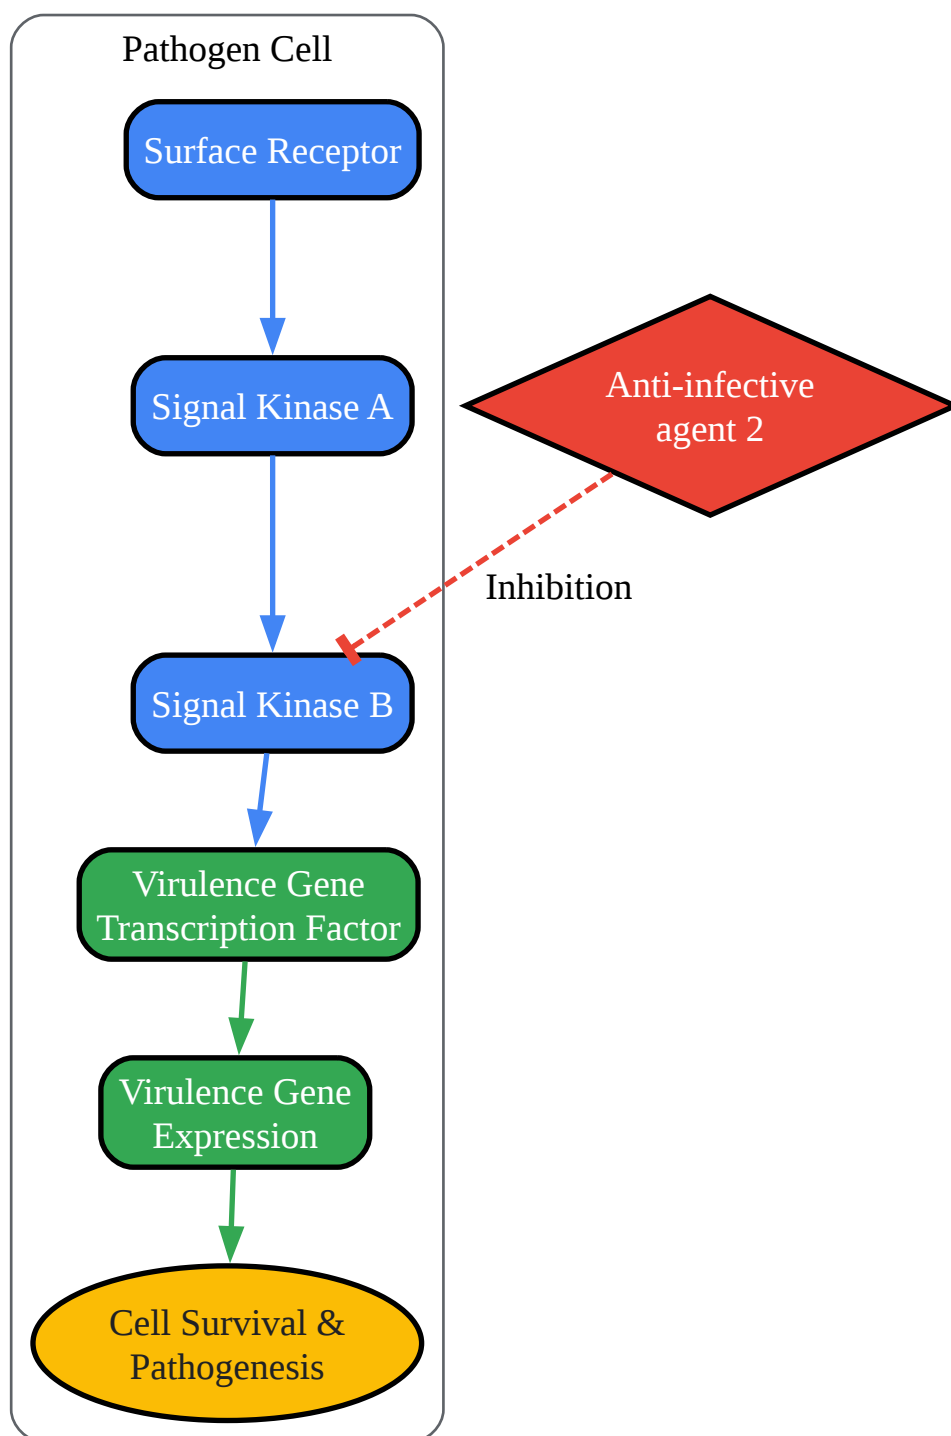 Pathogen Cell
Surface Receptor
Signal Kinase A
Anti-infective
agent 2
Inhibition
Signal Kinase B
Virulence Gene
Transcription Factor
Virulence Gene
Expression
Cell Survival &
Pathogenesis